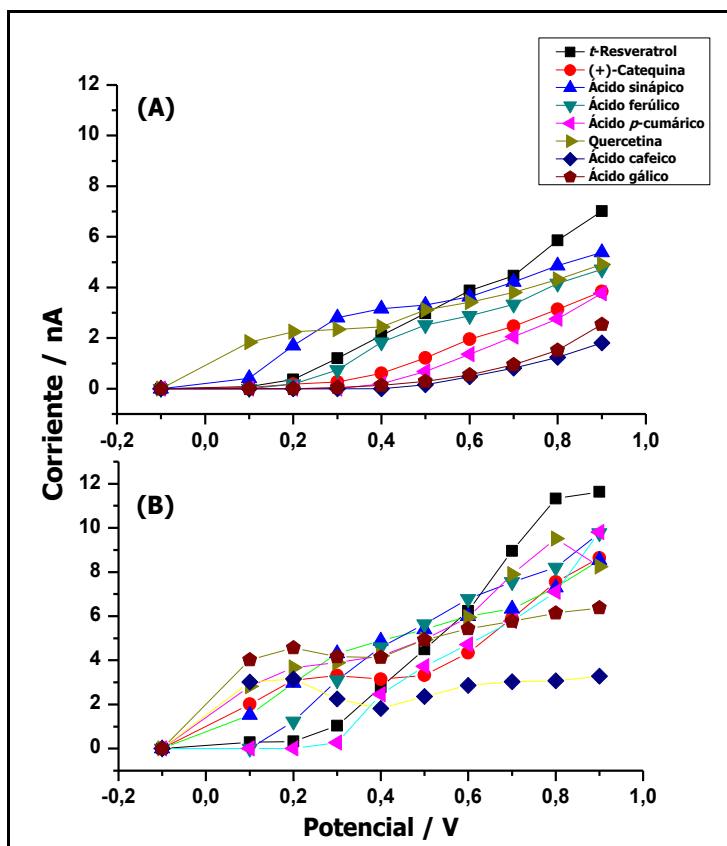 t-Resveratrol
(+)-Catequina
Ácido sinápico
Ácido ferúlico
Ácido p-cumárico
Quercetina
Ácido cafeico
Ácido gálico
(A)
12
10
8
6
4
2
0
-0,2 0,0 0,2 0,4 0,6 0,8 1,0
Corriente / nA
(B)
12
10
8
6
4
2
0
-0,2 0,0 0,2 0,4 0,6 0,8 1,0
Potencial / V